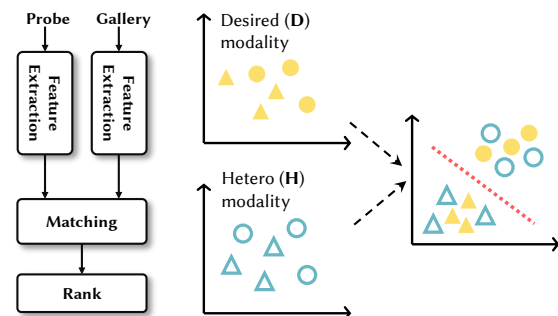 Probe
Gallery
Feature
Extraction
Feature
Extraction
Matching
Rank
Desired (D)
modality
Hetero (H)
modality